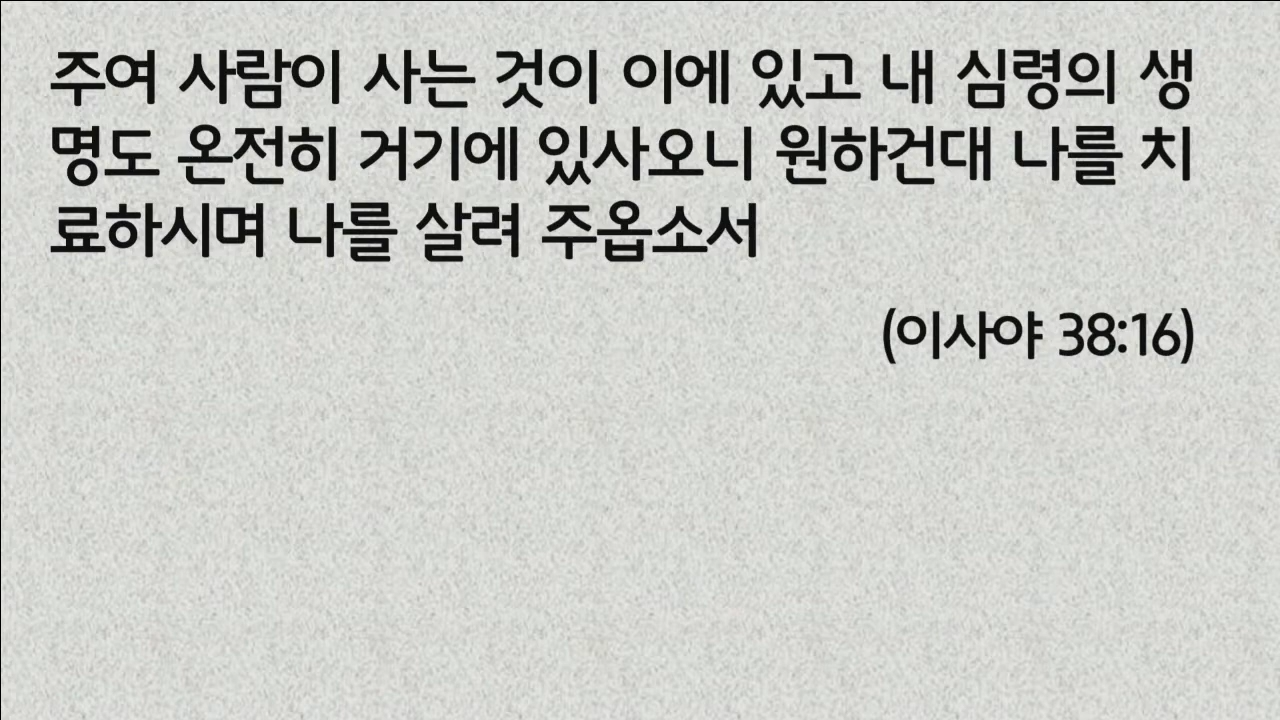 주여 사람이 사는 것이 이에 있고 내 심령의 생
명도 온전히 거기에 있사오니 원하건대 나를 치
료하시며 나를 살려 주옵소서
(이사야 38:16)